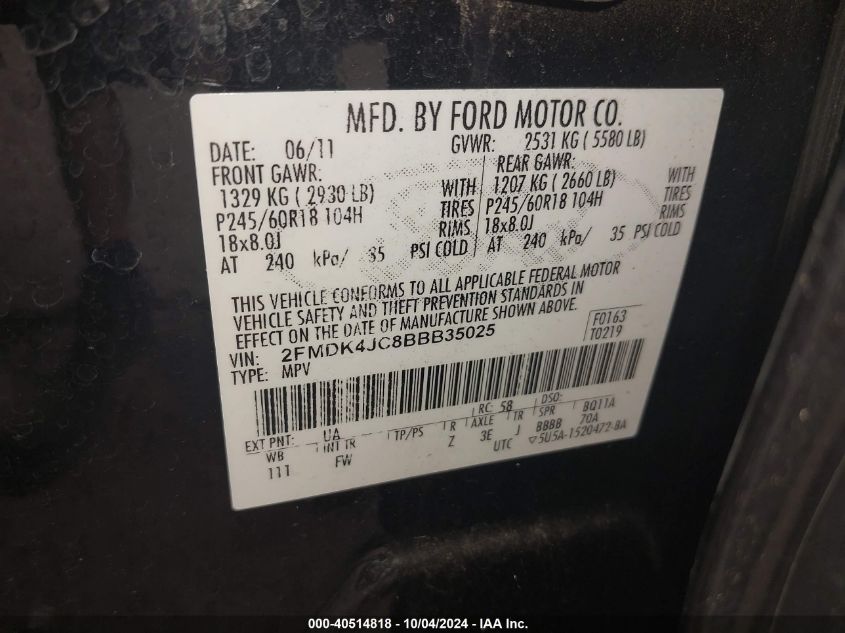 MFD. BY FORD MOTOR CO.
DATE: 06/11 GVWR: 2531 KG ( 5580 LB)
FRONT GAWR: REAR GAWR:
1329 KG ( 2930 LB) WITH 1207 KG ( 2660 LB) WITH
P245/60R18 104H TIRES P245/60R18 104H TIRES
18x8.0J RIMS 18x8.0J RIMS
AT 240 kPa/ 35 PSI COLD AT 240 kPa/ 35 PSI COLD
THIS VEHICLE CONFORMS TO ALL APPLICABLE FEDERAL MOTOR
VEHICLE SAFETY AND THEFT PREVENTION STANDARDS IN
EFFECT ON THE DATE OF MANUFACTURE SHOWN ABOVE.
F0163
VIN: 2FMDK4JC8BBB35025 T0219
TYPE: MPV
EXT PNT: UA RC: 58 DSO: BQ11A
WB INT TR TP/PS R AXLE TR SPR
111 FW Z 3E J BBBB 70A
UTC ▽5U5A-1520472-BA
000-40514818 - 10/04/2024 - IAA Inc.